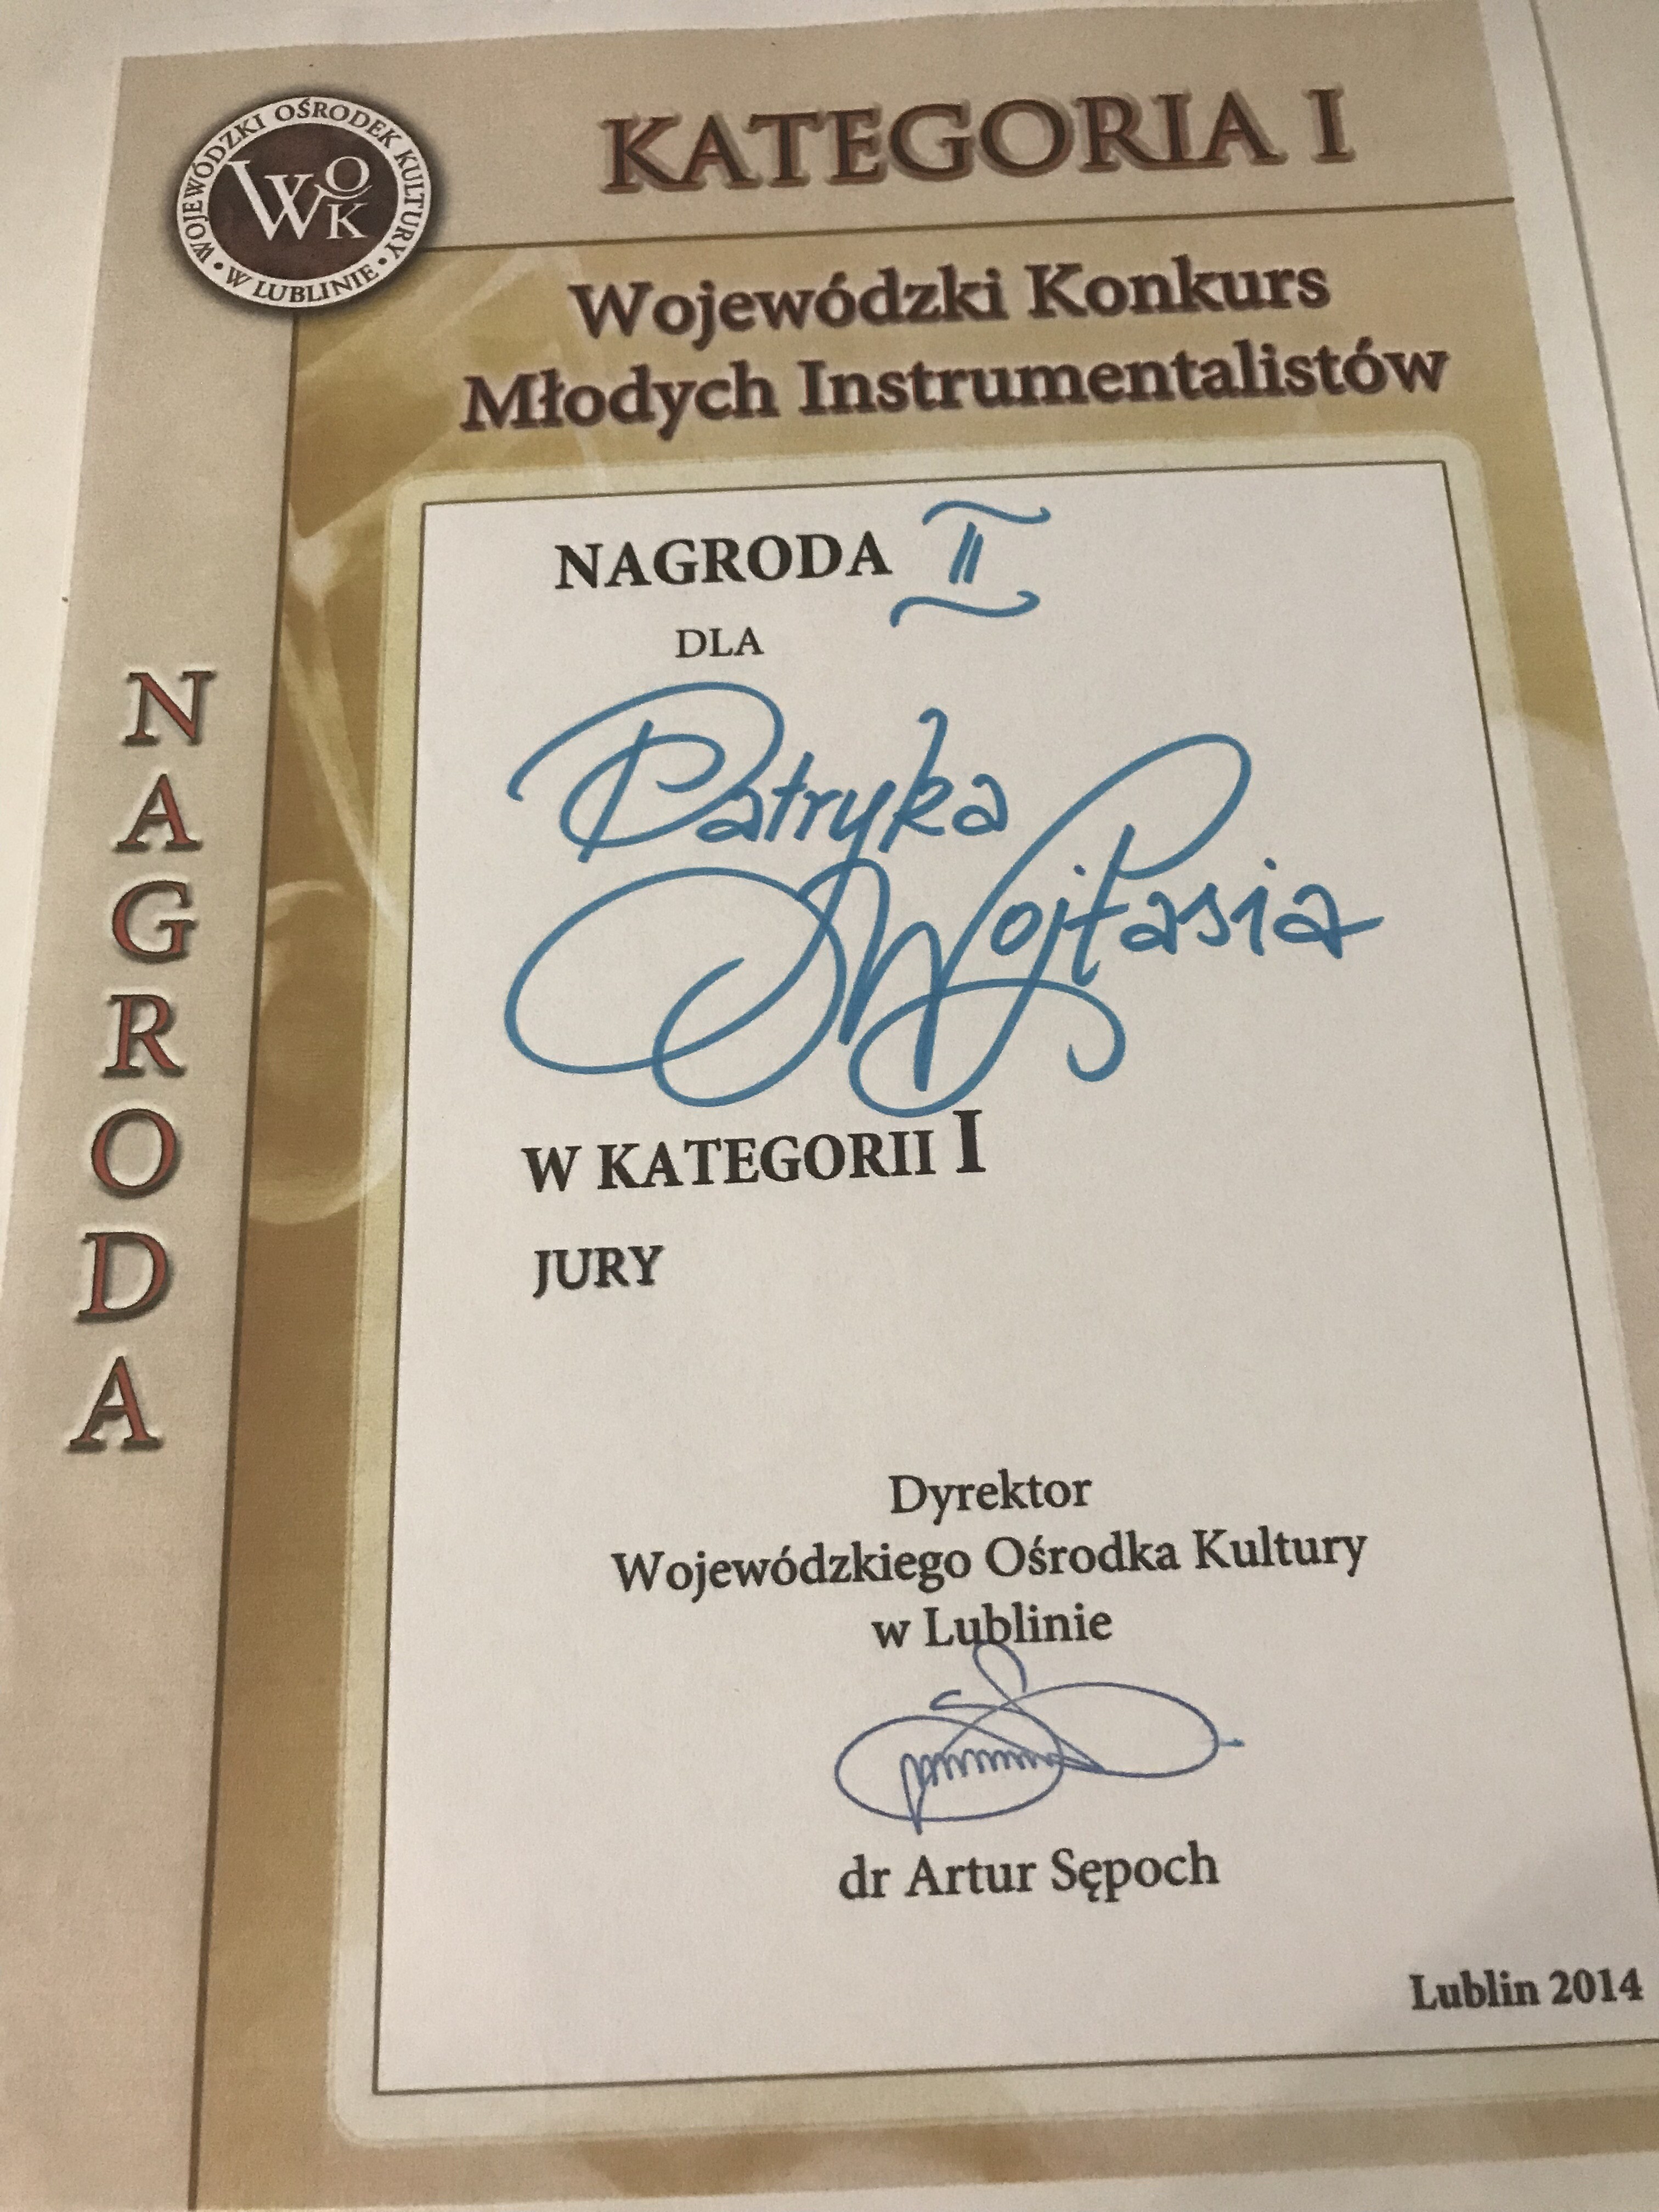 WOJEWÓDZKI OŚRODEK KULTURY
• W LUBLINIE •
WOK
KATEGORIA I
Wojewódzki Konkurs
Młodych Instrumentalistów
NAGRODA
NAGRODA II
DLA
Patryka
Wojtasia
W KATEGORII I
JURY
Dyrektor
Wojewódzkiego Ośrodka Kultury
w Lublinie
dr Artur Sępoch
Lublin 2014